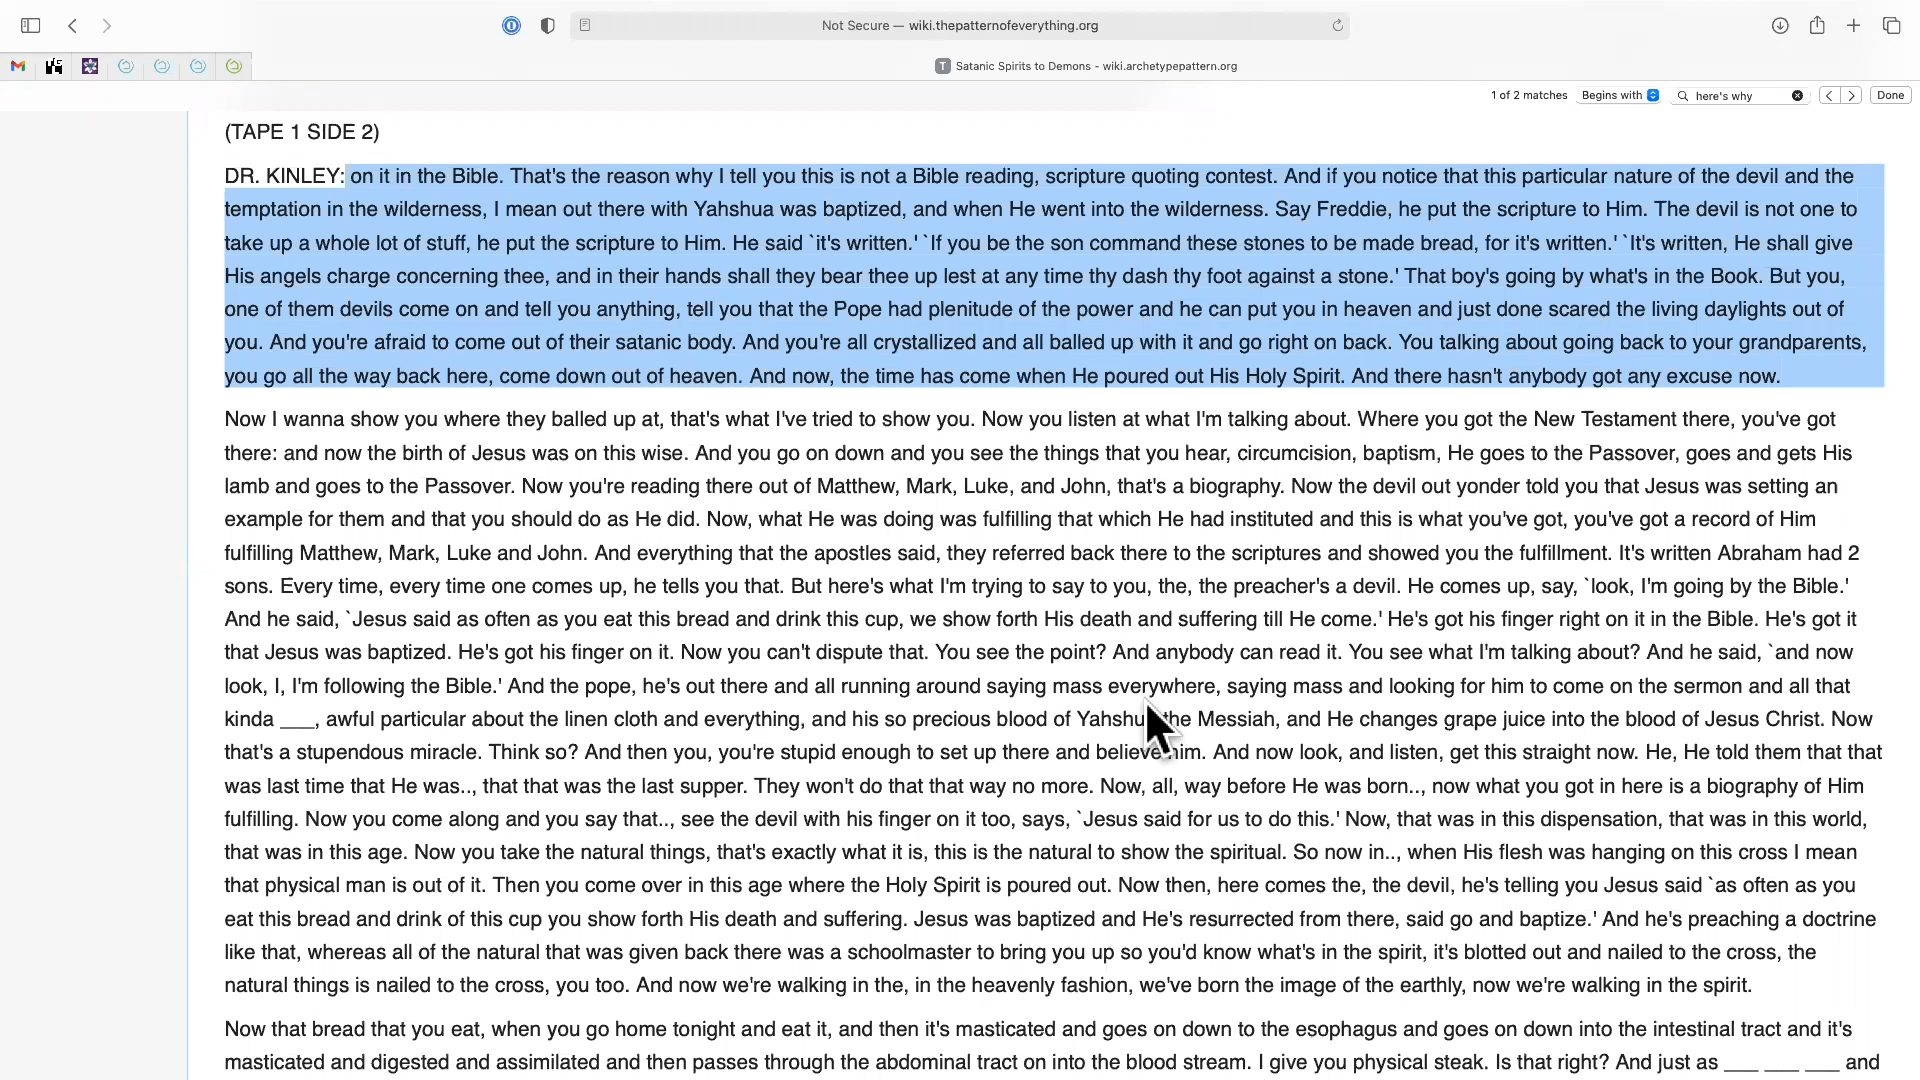 Not Secure — wiki.thepatternofeverything.org
T Satanic Spirits to Demons - wiki.archetypepattern.org
1 of 2 matches Begins with here's why Done
(TAPE 1 SIDE 2)
DR. KINLEY: on it in the Bible. That's the reason why I tell you this is not a Bible reading, scripture quoting contest. And if you notice that this particular nature of the devil and the
temptation in the wilderness, I mean out there with Yahshua was baptized, and when He went into the wilderness. Say Freddie, he put the scripture to Him. The devil is not one to
take up a whole lot of stuff, he put the scripture to Him. He said `it's written.' `If you be the son command these stones to be made bread, for it's written.' `It's written, He shall give
His angels charge concerning thee, and in their hands shall they bear thee up lest at any time thy dash thy foot against a stone.' That boy's going by what's in the Book. But you,
one of them devils come on and tell you anything, tell you that the Pope had plenitude of the power and he can put you in heaven and just done scared the living daylights out of
you. And you're afraid to come out of their satanic body. And you're all crystallized and all balled up with it and go right on back. You talking about going back to your grandparents,
you go all the way back here, come down out of heaven. And now, the time has come when He poured out His Holy Spirit. And there hasn't anybody got any excuse now.
Now I wanna show you where they balled up at, that's what I've tried to show you. Now you listen at what I'm talking about. Where you got the New Testament there, you've got
there: and now the birth of Jesus was on this wise. And you go on down and you see the things that you hear, circumcision, baptism, He goes to the Passover, goes and gets His
lamb and goes to the Passover. Now you're reading there out of Matthew, Mark, Luke, and John, that's a biography. Now the devil out yonder told you that Jesus was setting an
example for them and that you should do as He did. Now, what He was doing was fulfilling that which He had instituted and this is what you've got, you've got a record of Him
fulfilling Matthew, Mark, Luke and John. And everything that the apostles said, they referred back there to the scriptures and showed you the fulfillment. It's written Abraham had 2
sons. Every time, every time one comes up, he tells you that. But here's what I'm trying to say to you, the, the preacher's a devil. He comes up, say, `look, I'm going by the Bible.'
And he said, `Jesus said as often as you eat this bread and drink this cup, we show forth His death and suffering till He come.' He's got his finger right on it in the Bible. He's got it
that Jesus was baptized. He's got his finger on it. Now you can't dispute that. You see the point? And anybody can read it. You see what I'm talking about? And he said, `and now
look, I, I'm following the Bible.' And the pope, he's out there and all running around saying mass everywhere, saying mass and looking for him to come on the sermon and all that
kinda ___, awful particular about the linen cloth and everything, and his so precious blood of Yahshu the Messiah, and He changes grape juice into the blood of Jesus Christ. Now
that's a stupendous miracle. Think so? And then you, you're stupid enough to set up there and believe him. And now look, and listen, get this straight now. He, He told them that that
was last time that He was.., that that was the last supper. They won't do that that way no more. Now, all, way before He was born.., now what you got in here is a biography of Him
fulfilling. Now you come along and you say that.., see the devil with his finger on it too, says, `Jesus said for us to do this.' Now, that was in this dispensation, that was in this world,
that was in this age. Now you take the natural things, that's exactly what it is, this is the natural to show the spiritual. So now in.., when His flesh was hanging on this cross I mean
that physical man is out of it. Then you come over in this age where the Holy Spirit is poured out. Now then, here comes the, the devil, he's telling you Jesus said `as often as you
eat this bread and drink of this cup you show forth His death and suffering. Jesus was baptized and He's resurrected from there, said go and baptize.' And he's preaching a doctrine
like that, whereas all of the natural that was given back there was a schoolmaster to bring you up so you'd know what's in the spirit, it's blotted out and nailed to the cross, the
natural things is nailed to the cross, you too. And now we're walking in the, in the heavenly fashion, we've born the image of the earthly, now we're walking in the spirit.
Now that bread that you eat, when you go home tonight and eat it, and then it's masticated and goes on down to the esophagus and goes on down into the intestinal tract and it's
masticated and digested and assimilated and then passes through the abdominal tract on into the blood stream. I give you physical steak. Is that right? And just as ___ ___ ___ and